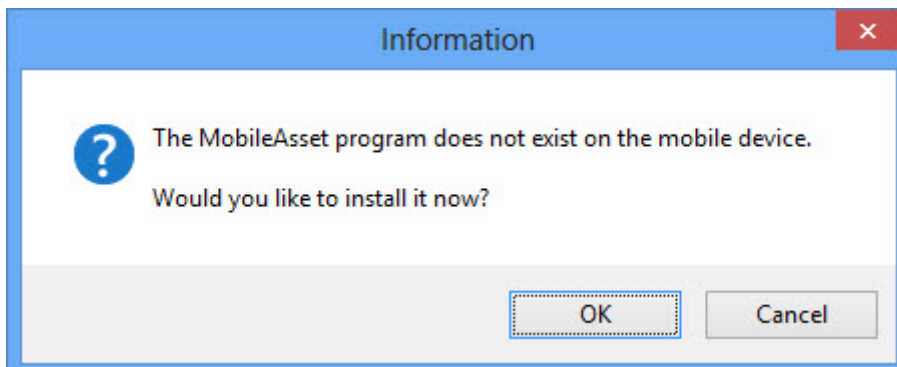 Information
The MobileAsset program does not exist on the mobile device.
Would you like to install it now?
OK
Cancel